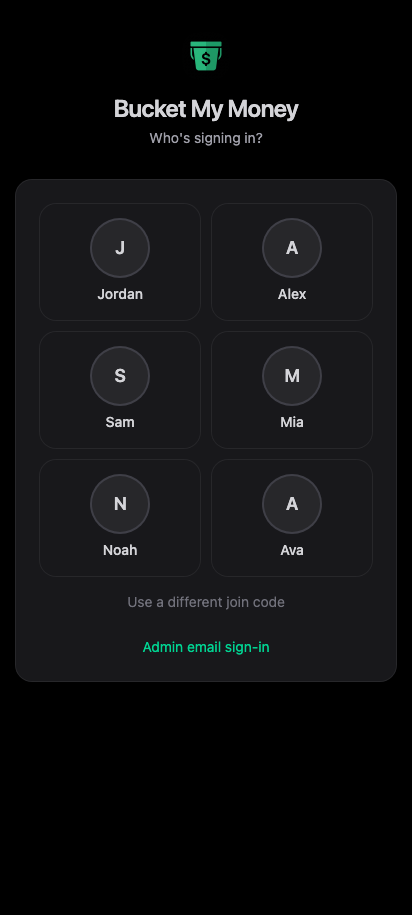 $
Bucket My Money
Who's signing in?
J
A
Jordan
Alex
S
M
Sam
Mia
N
A
Noah
Ava
Use a different join code
Admin email sign-in